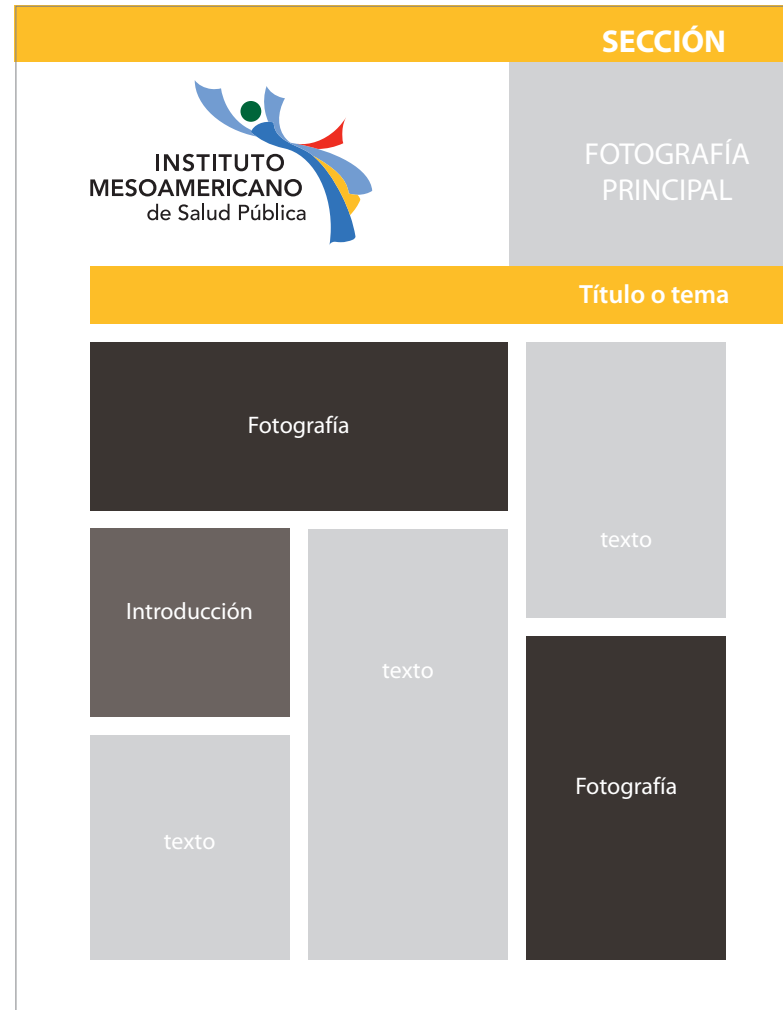 SECCIÓN
INSTITUTO
MESOAMERICANO
de Salud Pública
FOTOGRAFÍA
PRINCIPAL
Título o tema
Fotografía
texto
Introducción
texto
Fotografía
texto